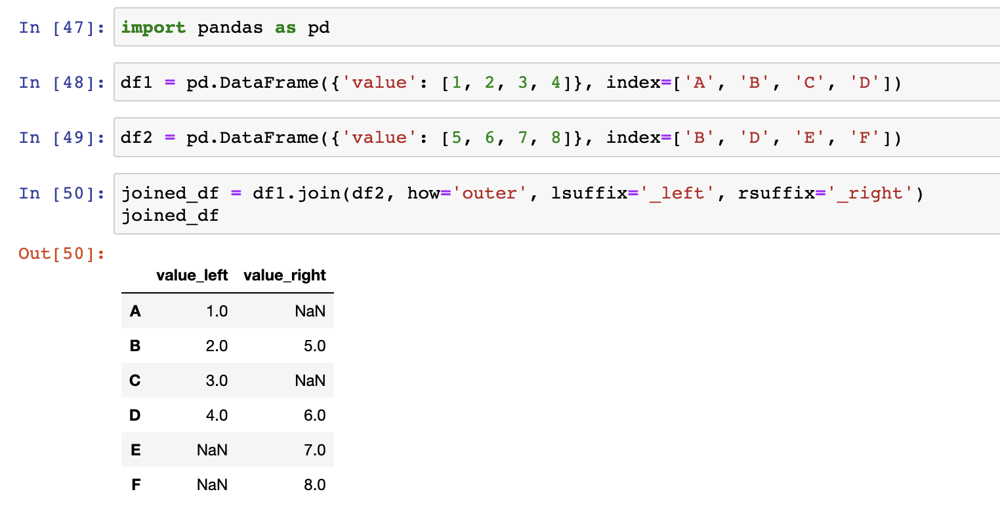 In [47]: import pandas as pd
In [48]: df1 = pd.DataFrame({'value': [1, 2, 3, 4]}, index=['A', 'B', 'C', 'D'])
In [49]: df2 = pd.DataFrame({'value': [5, 6, 7, 8]}, index=['B', 'D', 'E', 'F'])
In [50]: joined_df = df1.join(df2, how='outer', lsuffix='_left', rsuffix='_right')
joined_df
Out[50]:
value_left value_right
A 1.0 NaN
B 2.0 5.0
C 3.0 NaN
D 4.0 6.0
E NaN 7.0
F NaN 8.0